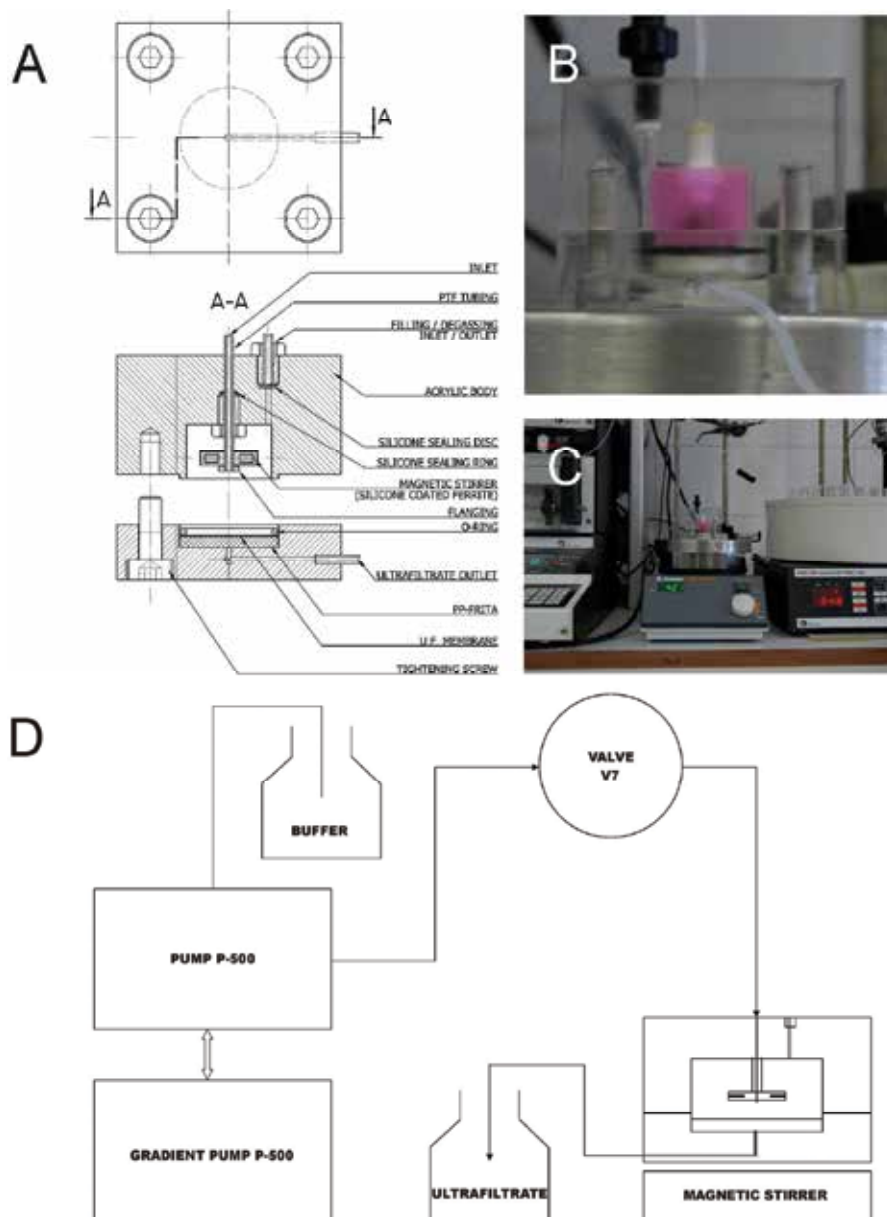 A
A
A
A-A
INLET
PTF TUBING
FILLING / DEGASSING
INLET / OUTLET
ACRYLIC BODY
SILICONE SEALING DISC
SILICONE SEALING RING
MAGNETIC STIRRER
(SILICONE COATED FERRITE)
FLANGING
O-RING
ULTRAFILTRATE OUTLET
PP-FRITA
U.F. MEMBRANE
TIGHTENING SCREW
B
C
D
BUFFER
VALVE
V7
PUMP P-500
GRADIENT PUMP P-500
ULTRAFILTRATE
MAGNETIC STIRRER